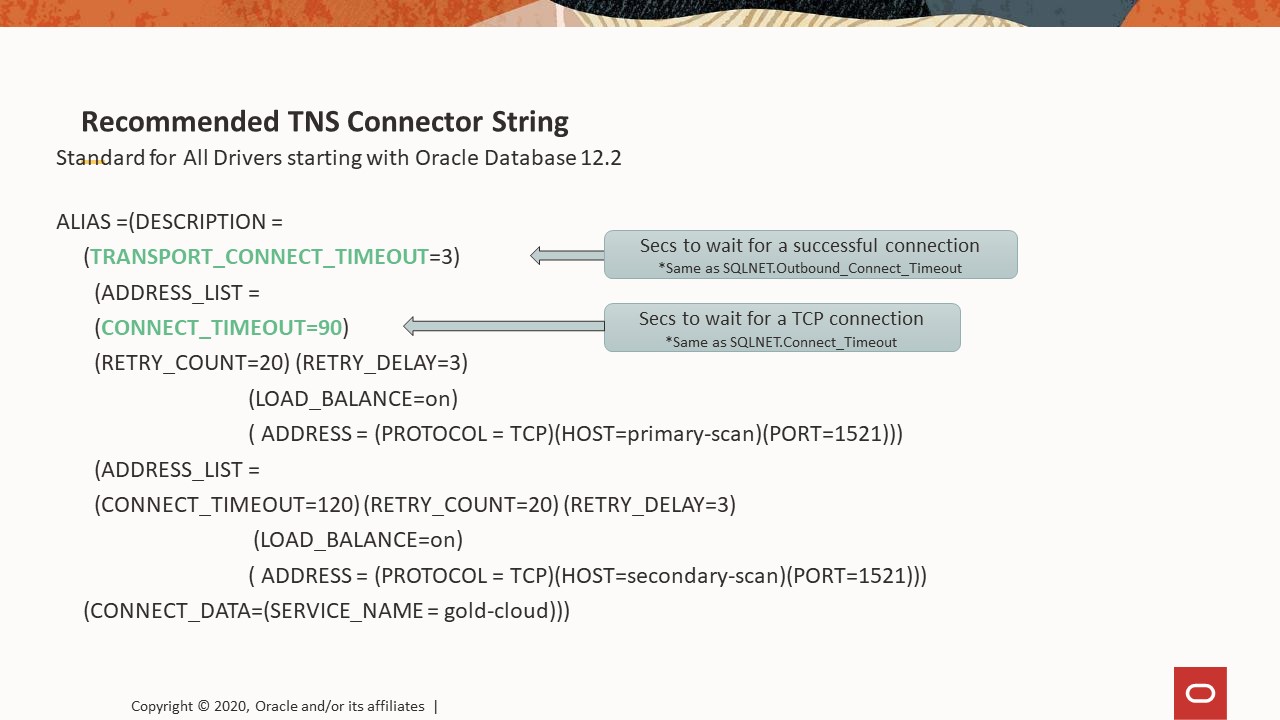 Recommended TNS Connector String
Standard for All Drivers starting with Oracle Database 12.2
ALIAS =(DESCRIPTION =
(TRANSPORT_CONNECT_TIMEOUT=3)
Secs to wait for a successful connection
*Same as SQLNET.Outbound_Connect_Timeout
(ADDRESS_LIST =
(CONNECT_TIMEOUT=90)
Secs to wait for a TCP connection
*Same as SQLNET.Connect_Timeout
(RETRY_COUNT=20) (RETRY_DELAY=3)
(LOAD_BALANCE=on)
( ADDRESS = (PROTOCOL = TCP)(HOST=primary-scan)(PORT=1521)))
(ADDRESS_LIST =
(CONNECT_TIMEOUT=120) (RETRY_COUNT=20) (RETRY_DELAY=3)
(LOAD_BALANCE=on)
( ADDRESS = (PROTOCOL = TCP)(HOST=secondary-scan)(PORT=1521)))
(CONNECT_DATA=(SERVICE_NAME = gold-cloud)))
Copyright © 2020, Oracle and/or its affiliates |